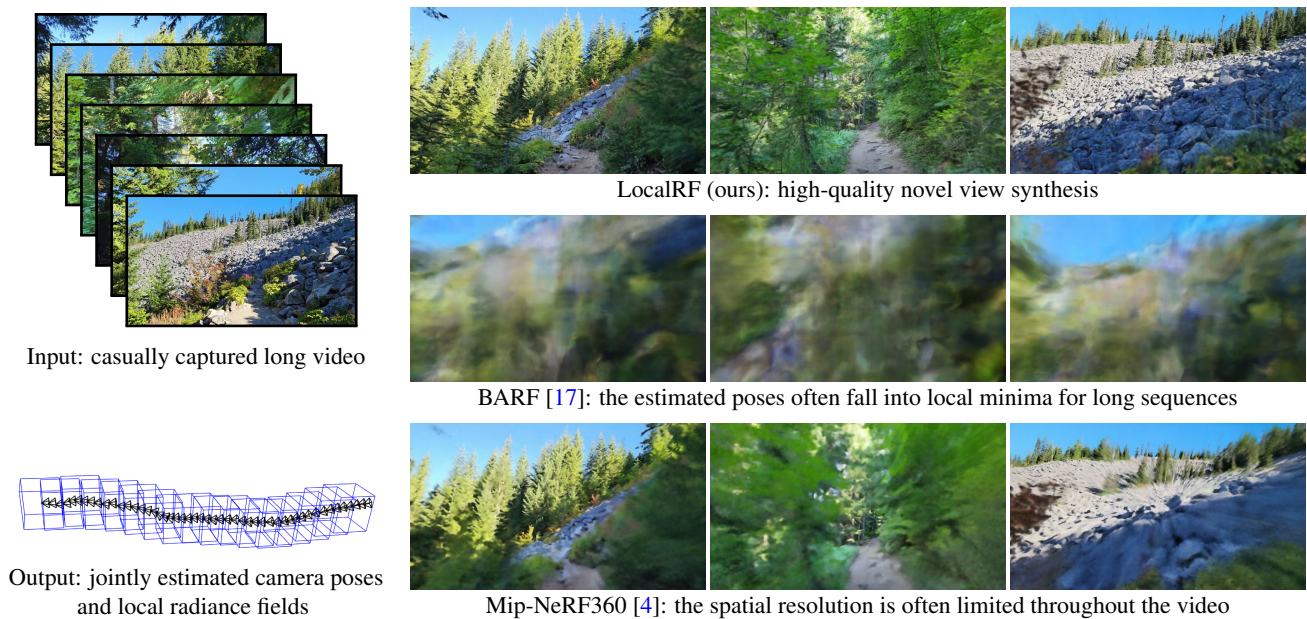 Input: casually captured long video
Output: jointly estimated camera poses
and local radiance fields
LocalRF (ours): high-quality novel view synthesis
BARF [17]: the estimated poses often fall into local minima for long sequences
Mip-NeRF360 [4]: the spatial resolution is often limited throughout the video